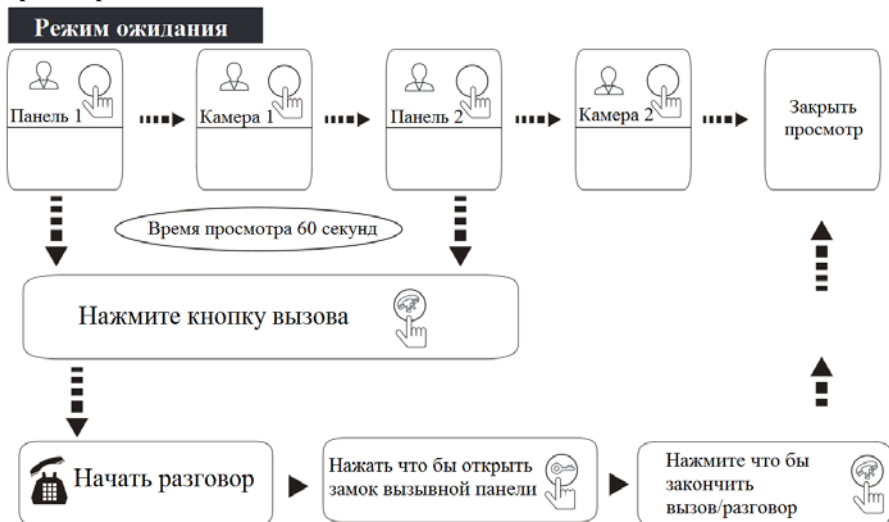 Режим ожидания
Панель 1
Камера 1
Панель 2
Камера 2
Закрыть
просмотр
Время просмотра 60 секунд
Нажмите кнопку вызова
Начать разговор
Нажать что бы открыть
замок вызывной панели
Нажмите что бы
закончить
вызов/разговор